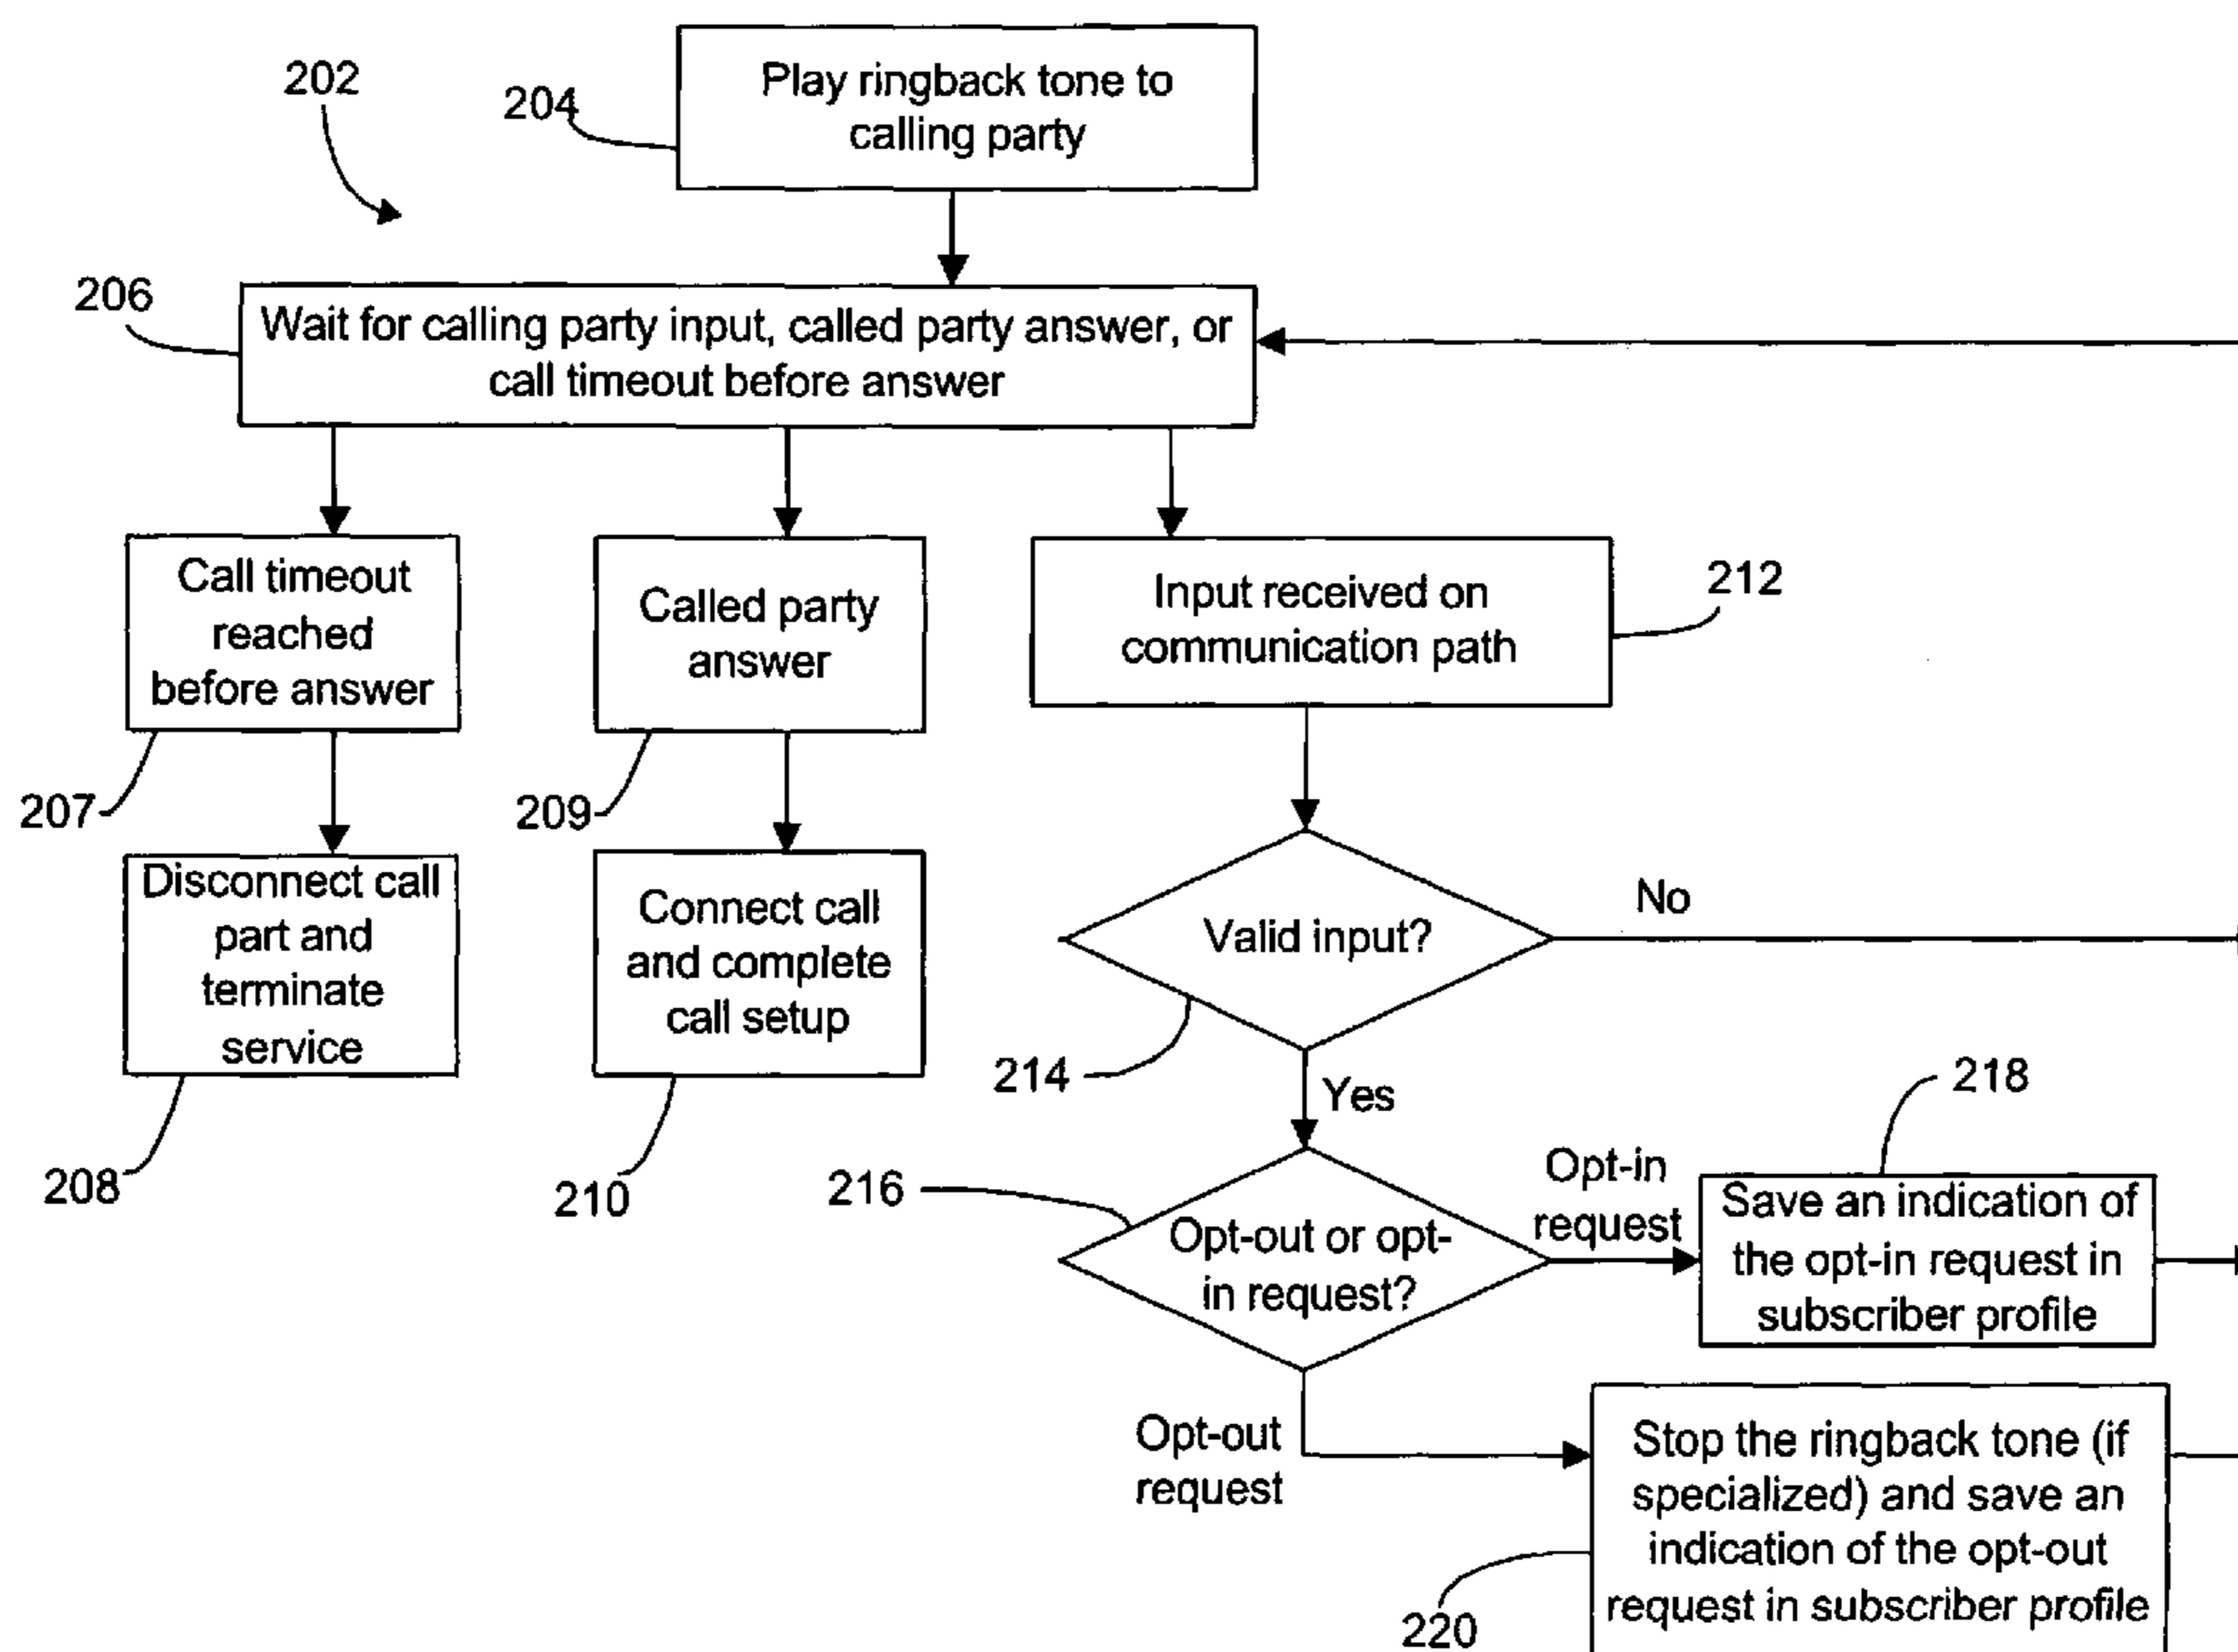 202
204
Play ringback tone to
calling party
206
Wait for calling party input, called party answer, or
call timeout before answer
Call timeout
reached
before answer
207
Called party
answer
209
Input received on
communication path
212
Disconnect call
part and
terminate
service
208
Connect call
and complete
call setup
210
Valid input?
No
214
Yes
216
Opt-out or opt-
in request?
Opt-in
request
218
Save an indication of
the opt-in request in
subscriber profile
Opt-out
request
Stop the ringback tone (if
specialized) and save an
indication of the opt-out
request in subscriber profile
220